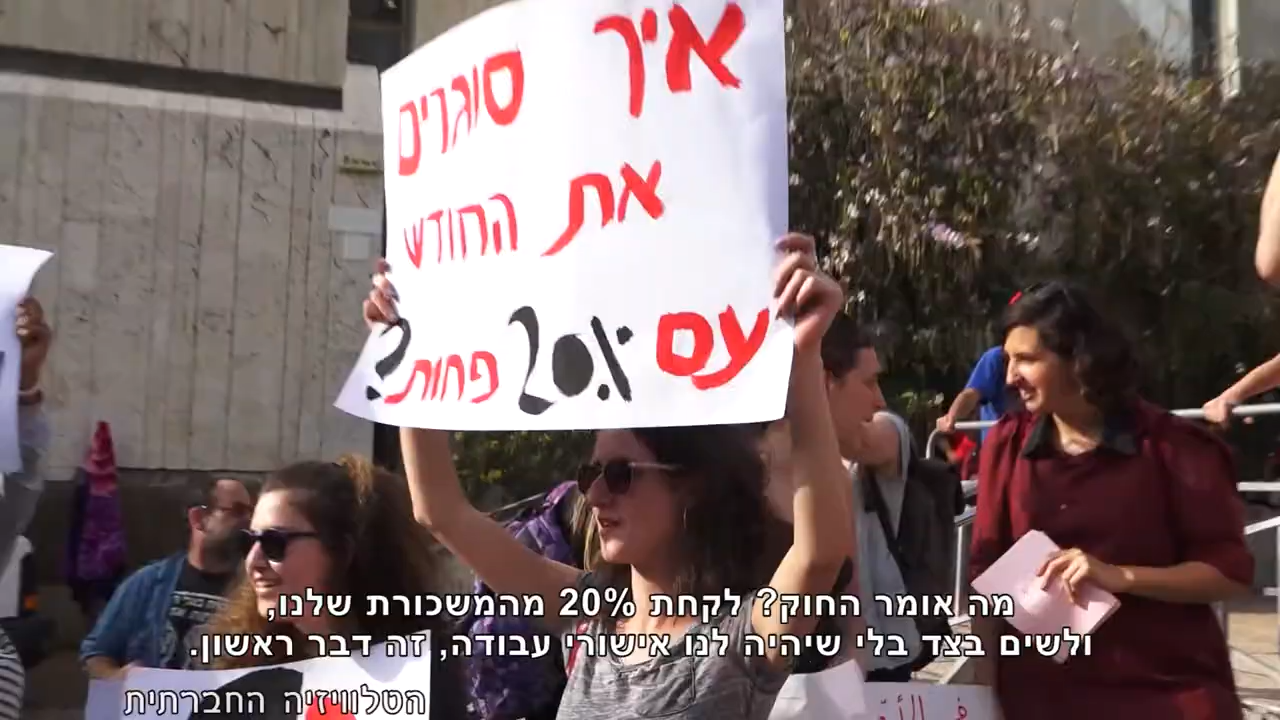 איך סוגרים
את החודש
עם 20% פחות?
מה אומר החוק? לקחת 20% מהמשכורת שלנו,
ולשים בצד בלי שיהיה לנו אישורי עבודה, זה דבר ראשון.
הטלוויזיה החברתית